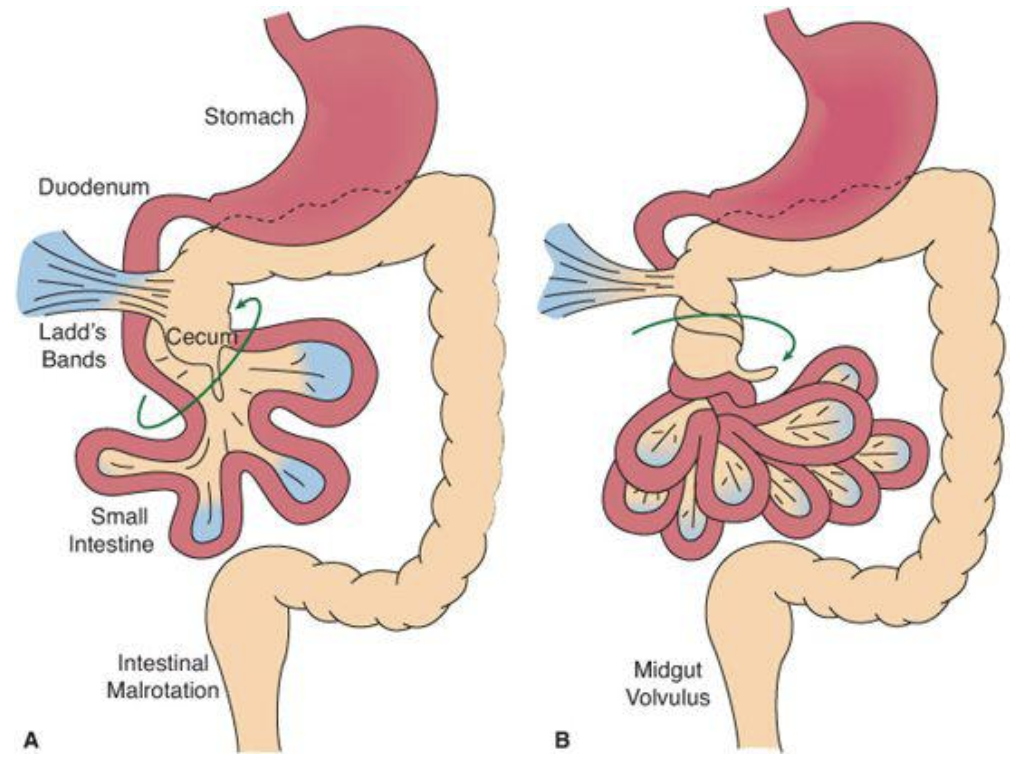 Stomach
Duodenum
Ladd's
Bands
Cecum
Small
Intestine
Intestinal
Malrotation
A
Midgut
Volvulus
B